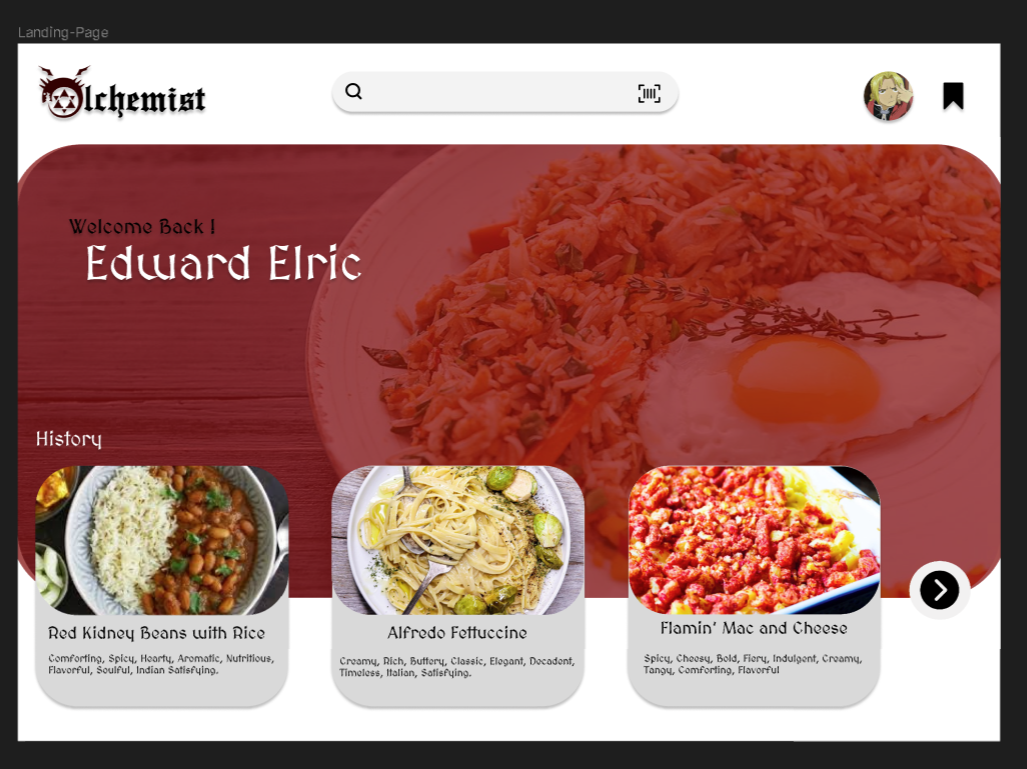 Landing-Page
Alchemist
Welcome Back !
Edward Elric
History
Red Kidney Beans with Rice
Comforting, Spicy, Hearty, Aromatic, Nutritious,
Flavorful, Soulful, Indian Satisfying.
Alfredo Fettuccine
Creamy, Rich, Buttery, Classic, Elegant, Decadent,
Timeless, Italian, Satisfying.
Flamin' Mac and Cheese
Spicy, Cheesy, Bold, Fiery, Indulgent, Creamy,
Tangy, Comforting, Flavorful